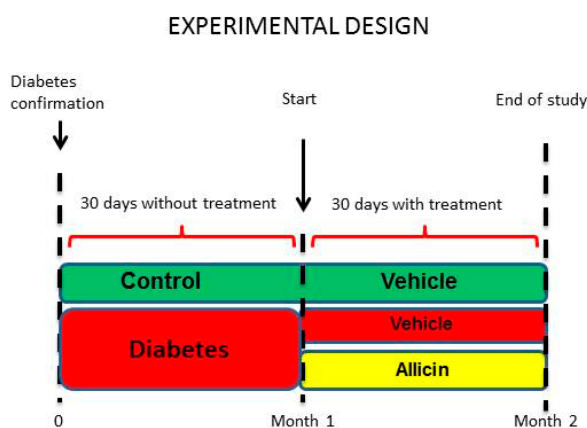 EXPERIMENTAL DESIGN
Diabetes
confirmation
Start
End of study
30 days without treatment
30 days with treatment
Control
Vehicle
Diabetes
Vehicle
Allicin
0
Month 1
Month 2